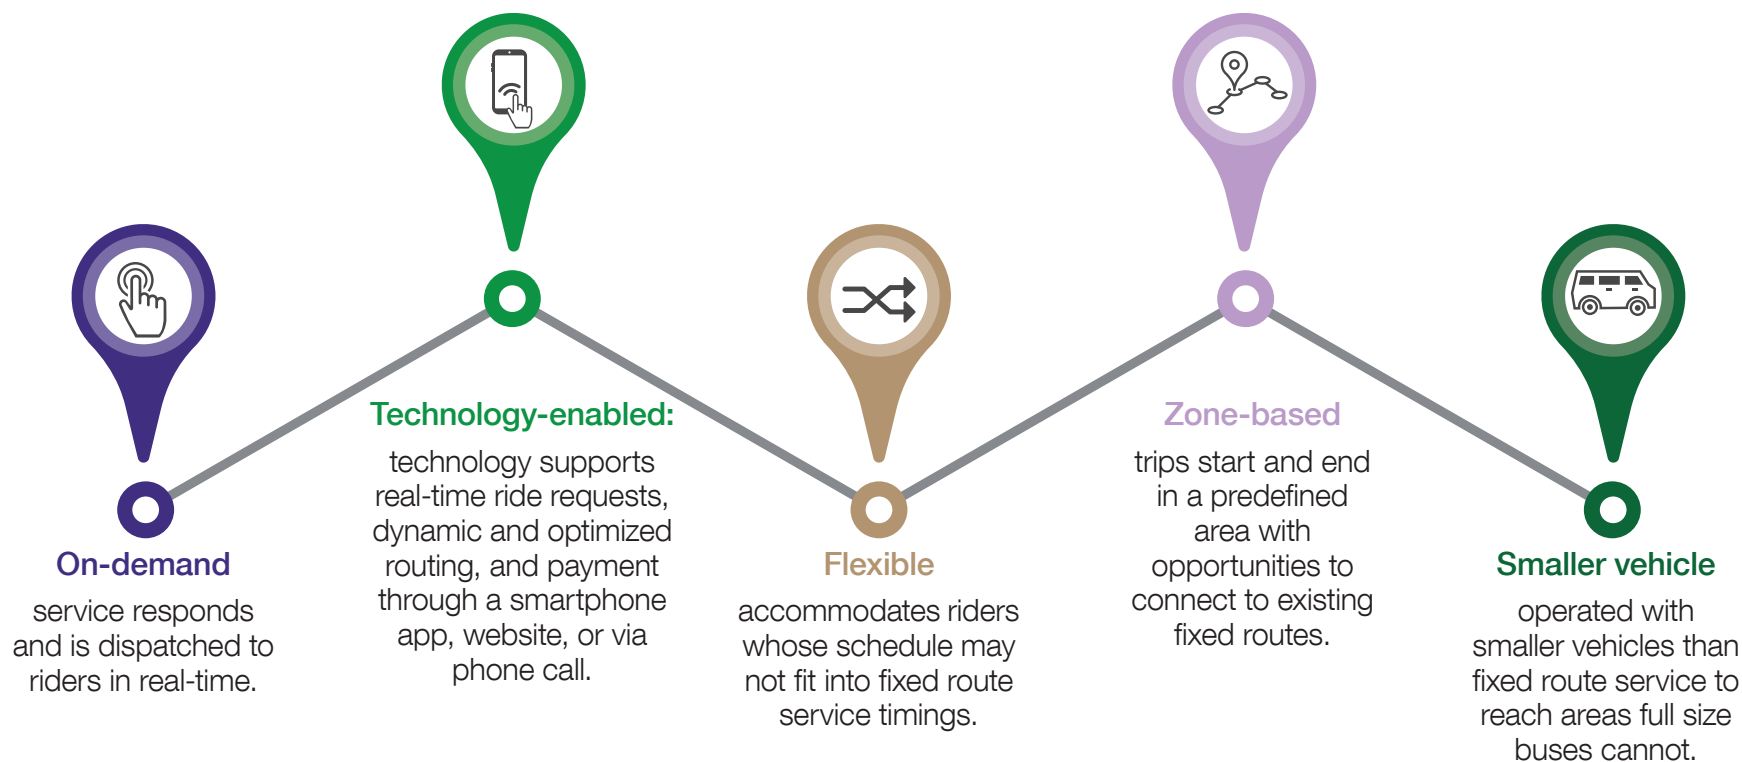 On-demand
service responds
and is dispatched to
riders in real-time.
Technology-enabled:
technology supports
real-time ride requests,
dynamic and optimized
routing, and payment
through a smartphone
app, website, or via
phone call.
Flexible
accommodates riders
whose schedule may
not fit into fixed route
service timings.
Zone-based
trips start and end
in a predefined
area with
opportunities to
connect to existing
fixed routes.
Smaller vehicle
operated with
smaller vehicles than
fixed route service to
reach areas full size
buses cannot.